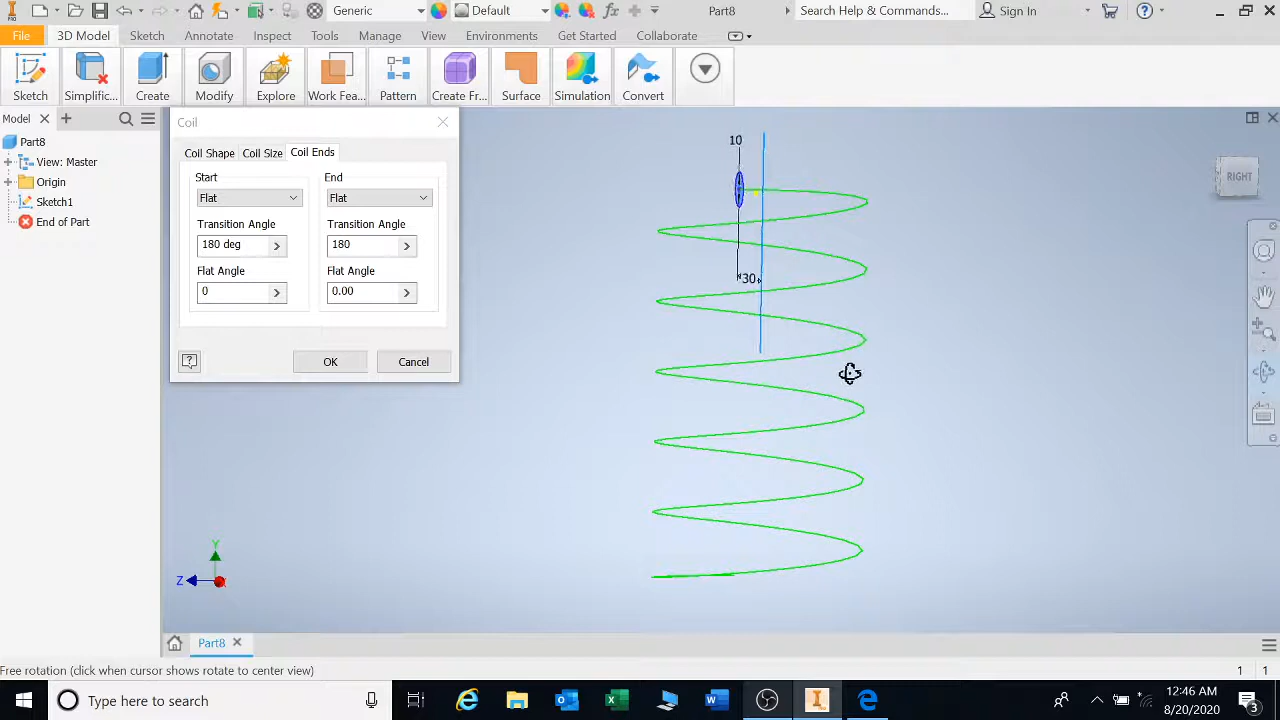 PRO
Generic
Default
fx
Part8
Search Help & Commands...
Sign In
File
3D Model
Sketch
Annotate
Inspect
Tools
Manage
View
Environments
Get Started
Collaborate
Sketch
Simplific...
Create
Modify
Explore
Work Fea...
Pattern
Create Fr...
Surface
Simulation
Convert
Model
Part8
View: Master
Origin
Sketch1
End of Part
Coil
Coil Shape
Coil Size
Coil Ends
Start
End
Flat
Flat
Transition Angle
Transition Angle
180 deg
180
Flat Angle
Flat Angle
0
0.00
OK
Cancel
10
30
RIGHT
Y
Z
X
Part8
Free rotation (click when cursor shows rotate to center view)
1
1
Type here to search
12:46 AM
8/20/2020
3